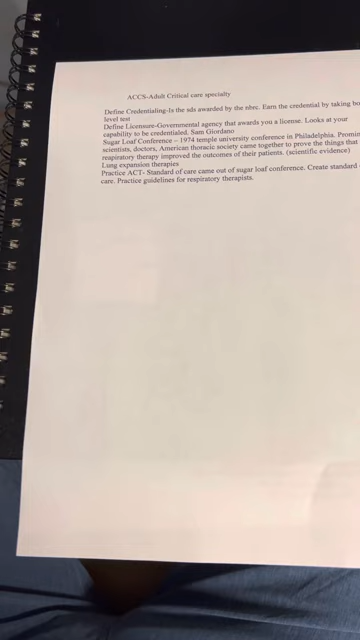 ACCS-Adult Critical care specialty
Define Credentialing-Is the sds awarded by the nbrc. Earn the credential by taking bo
level test
Define Licensure-Governmental agency that awards you a license. Looks at your
capability to be credentialed. Sam Giordano
Sugar Loaf Conference – 1974 temple university conference in Philadelphia. Promin
scientists, doctors, American thoracic society came together to prove the things that
respiratory therapy improved the outcomes of their patients. (scientific evidence)
Lung expansion therapies
Practice ACT- Standard of care came out of sugar loaf conference. Create standard
care. Practice guidelines for respiratory therapists.